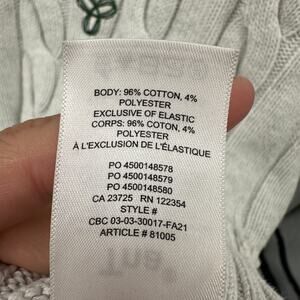 BODY: 96% COTTON, 4%
POLYESTER
EXCLUSIVE OF ELASTIC
CORPS: 96% COTON, 4%
POLYESTER
À L'EXCLUSION DE L'ÉLASTIQUE
PO 4500148578
PO 4500148579
PO 4500148580
CA 23725 RN 122354
STYLE #
CBC 03-03-30017-FA21
ARTICLE # 81005